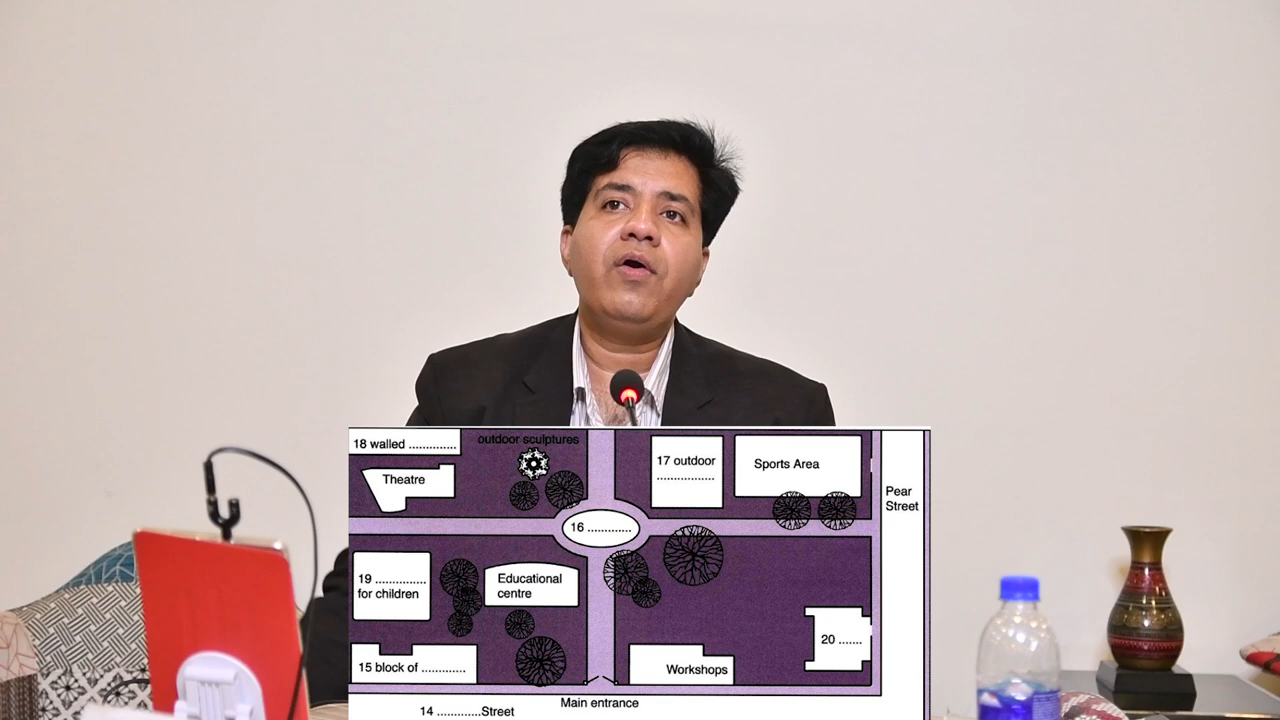 18 walled ..............
outdoor sculptures
17 outdoor
.................
Sports Area
Theatre
Pear
Street
16 .............
19 ..............
for children
Educational
centre
20 .......
15 block of ............
Workshops
Main entrance
14 ............Street